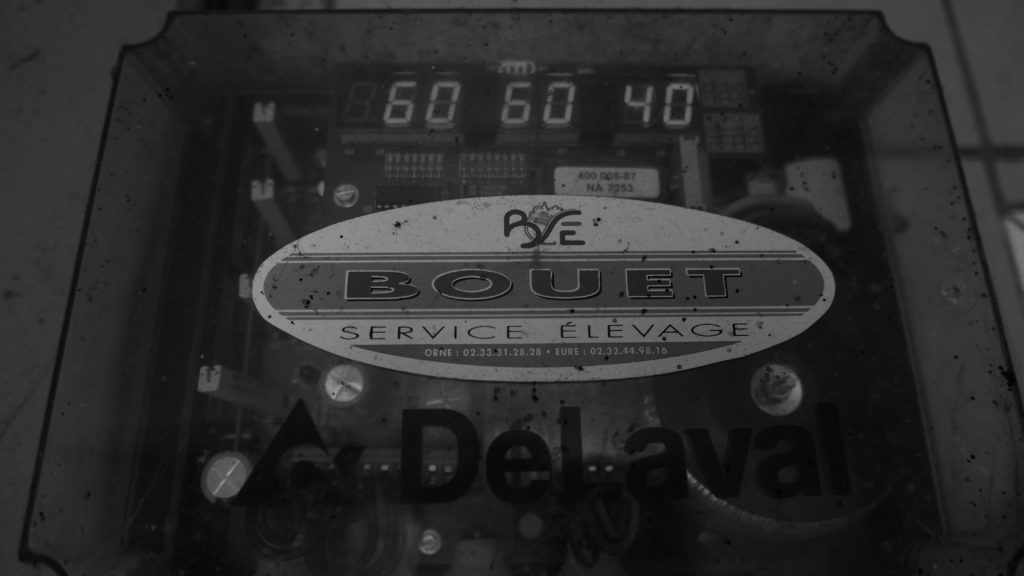 60 60 40
400 005-87
NA 7253
BSE
BOUET
SERVICE ÉLEVAGE
ORNE : 02.33.31.28.28 • EURE : 02.32.44.98.16
DeLaval